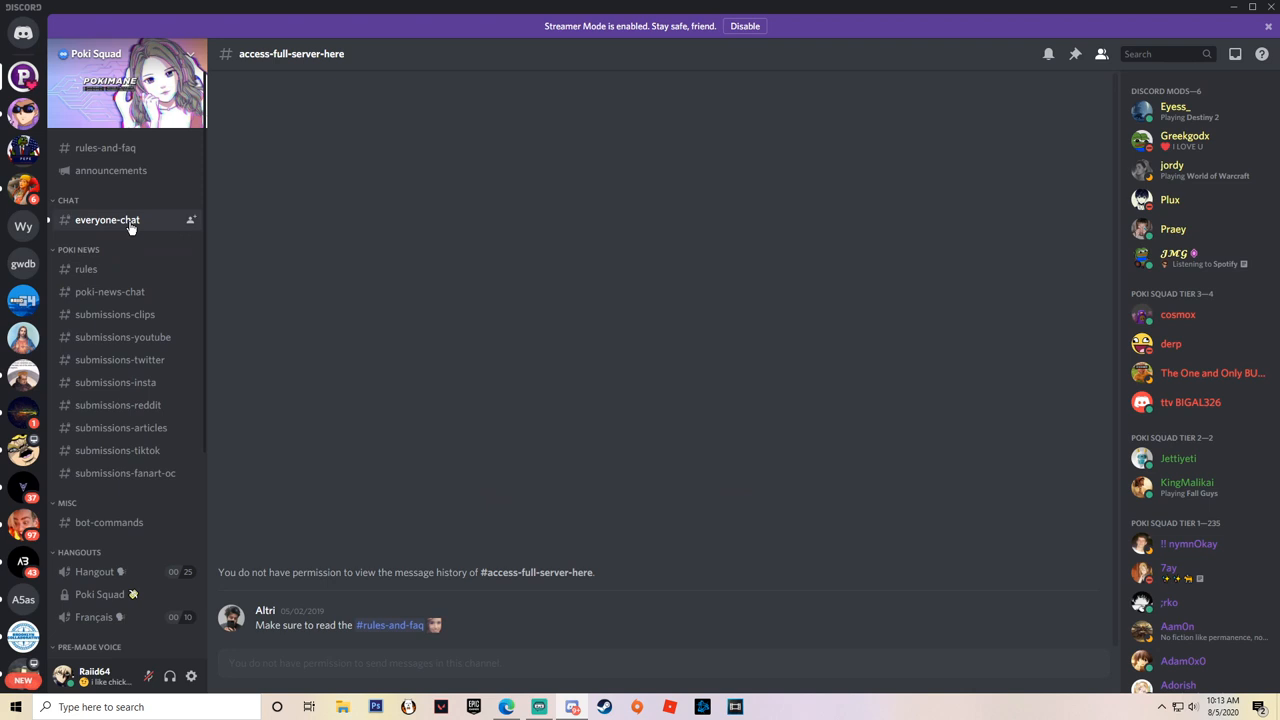 DISCORD
Streamer Mode is enabled. Stay safe, friend. Disable
Poki Squad
POKIMANE
# access-full-server-here
Search
# rules-and-faq
announcements
CHAT
# everyone-chat
POKI NEWS
rules
poki-news-chat
submissions-clips
submissions-youtube
submissions-twitter
submissions-insta
submissions-reddit
submissions-articles
submissions-tiktok
submissions-fanart-oc
MISC
bot-commands
HANGOUTS
Hangout 00 25
Poki Squad
Français 00 10
PRE-MADE VOICE
Raiid64
i like chick...
6
Wy
gwdb
1
37
97
43
A5as
NEW
You do not have permission to view the message history of #access-full-server-here.
Altri 05/02/2019
Make sure to read the #rules-and-faq
You do not have permission to send messages in this channel.
DISCORD MODS—6
Eyess_
Playing Destiny 2
Greekgodx
I LOVE U
jordy
Playing World of Warcraft
Plux
Praey
JMG
Listening to Spotify
POKI SQUAD TIER 3—4
cosmox
derp
The One and Only BU...
ttv BIGAL326
POKI SQUAD TIER 2—2
Jettiyeti
KingMalikai
Playing Fall Guys
POKI SQUAD TIER 1—235
!! nymnOkay
7ay
;rko
Aam0n
No fiction like permanence, no...
Adam0x0
Adorish
Type here to search
10:13 AM
8/5/2020
2